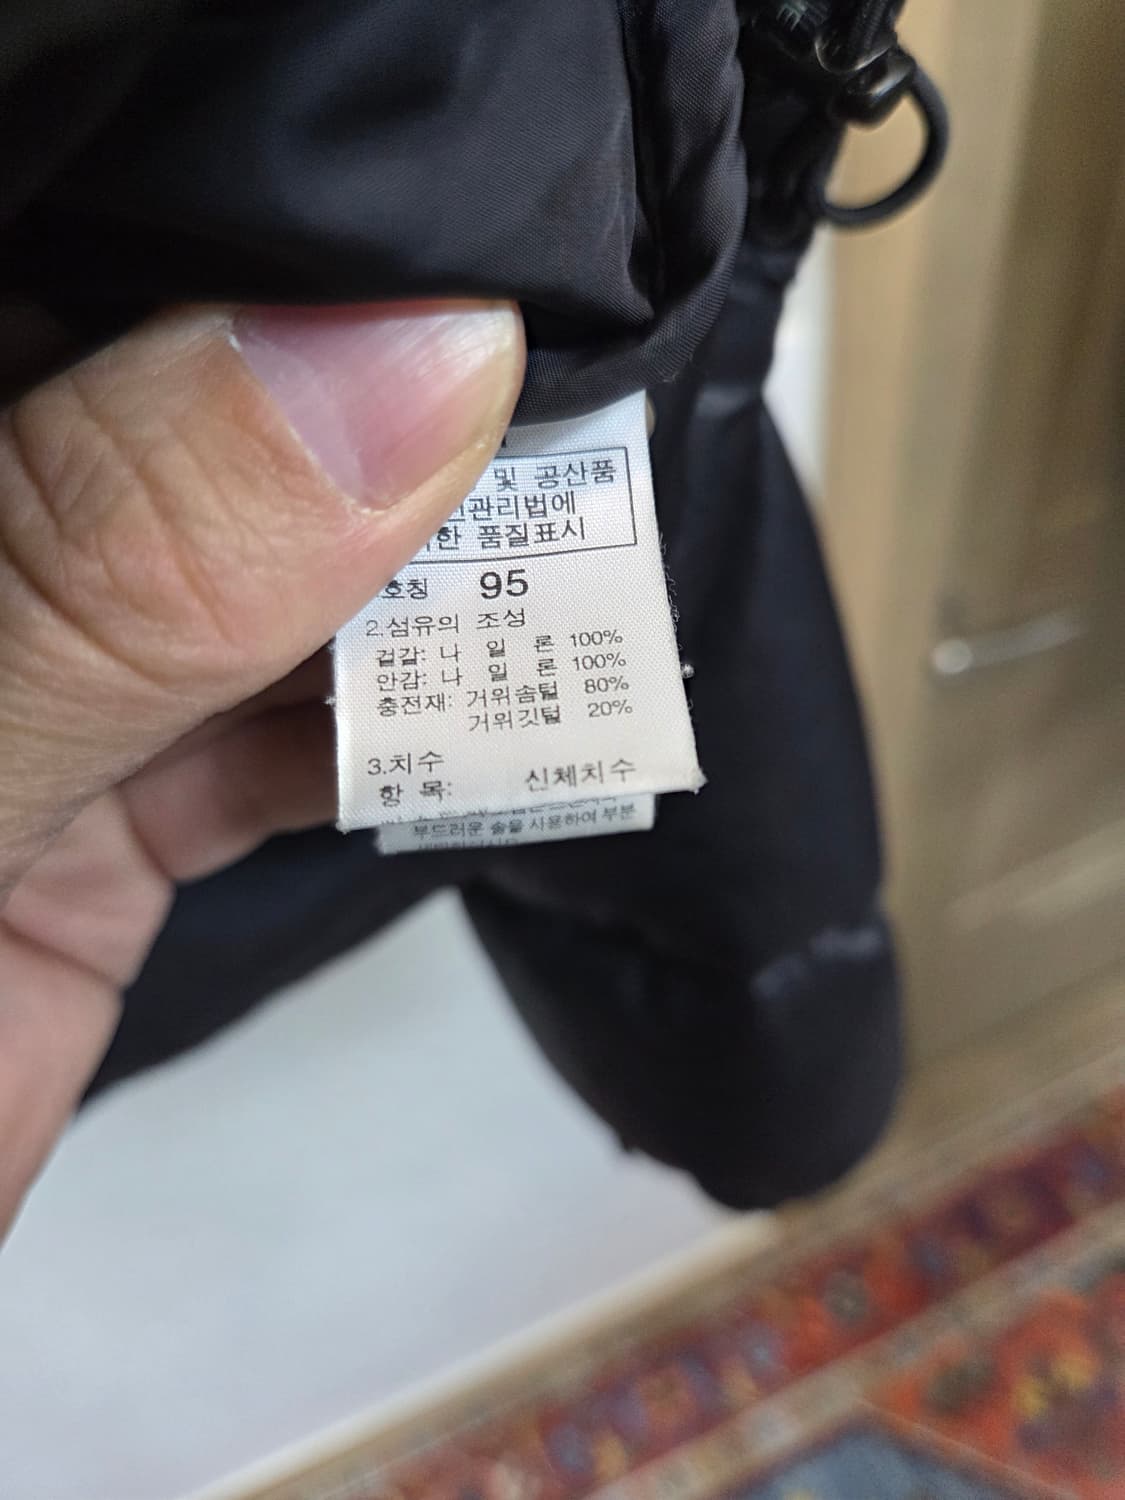 및 공산품
관리법에
한 품질표시
호칭 95
2.섬유의 조성
겉감: 나 일 론 100%
안감: 나 일 론 100%
충전재: 거위솜털 80%
거위깃털 20%
3.치수
항 목: 신체치수
부드러운 솔을 사용하여 부분